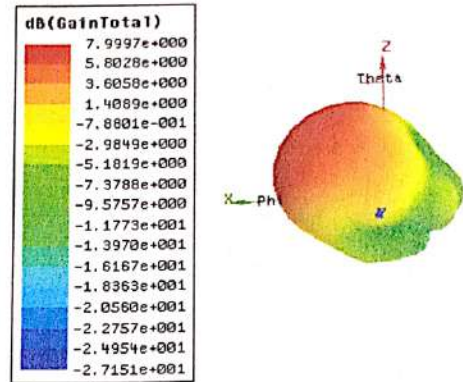 dB(GainTotal)
7.9997e+000
5.8028e+000
3.6058e+000
1.4089e+000
-7.8801e-001
-2.9849e+000
-5.1819e+000
-7.3788e+000
-9.5757e+000
-1.1773e+001
-1.3970e+001
-1.6167e+001
-1.8363e+001
-2.0560e+001
-2.2757e+001
-2.4954e+001
-2.7151e+001
Z
Theta
X
Ph